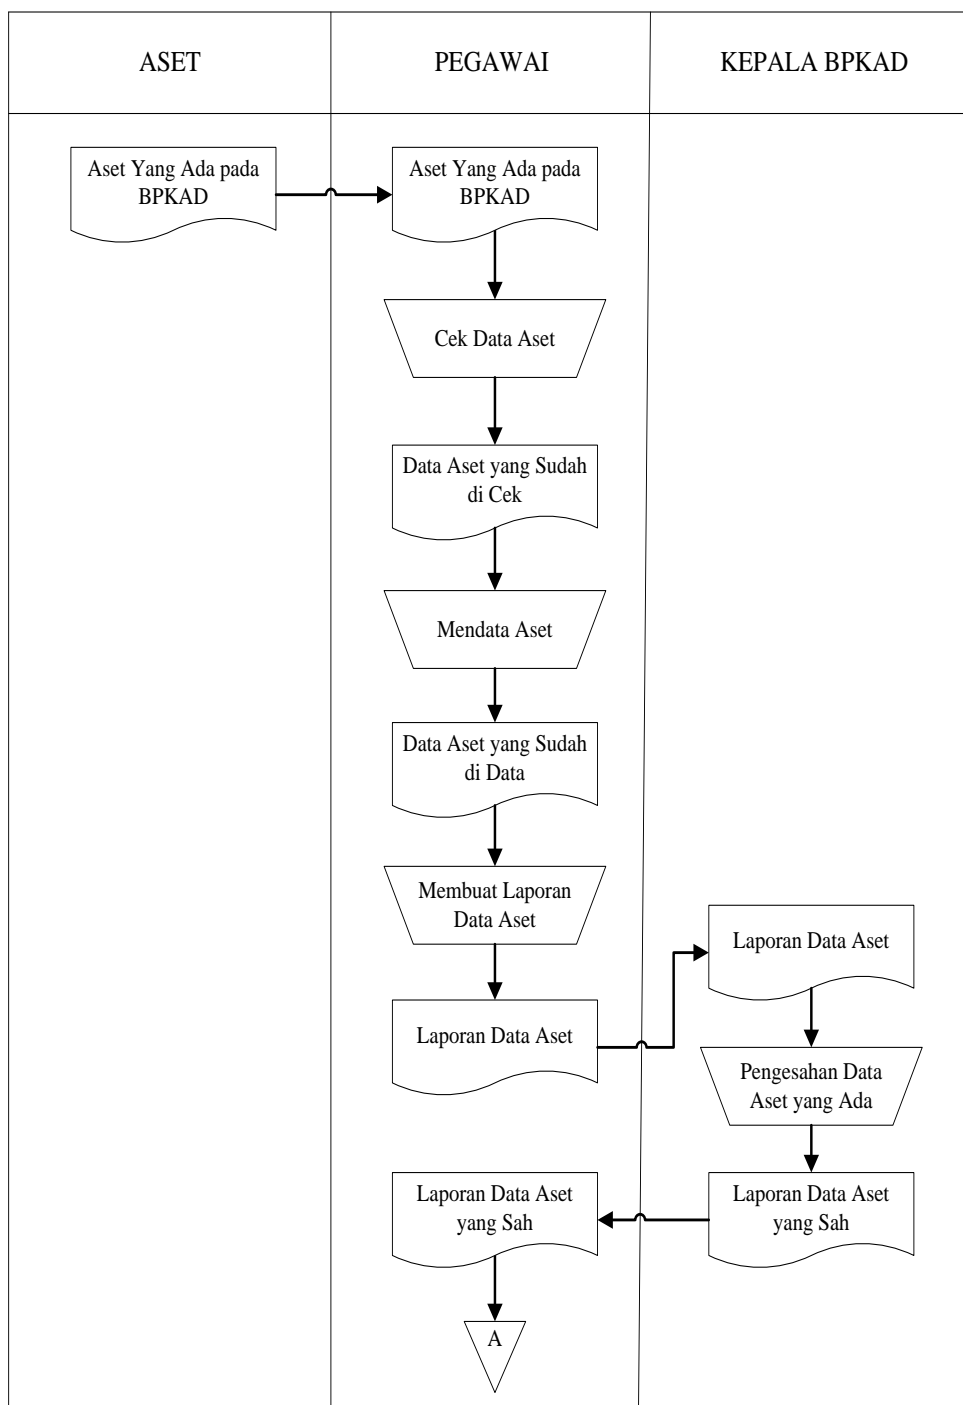 ASET
PEGAWAI
KEPALA BPKAD
Aset Yang Ada pada
BPKAD
Aset Yang Ada pada
BPKAD
Cek Data Aset
Data Aset yang Sudah
di Cek
Mendata Aset
Data Aset yang Sudah
di Data
Membuat Laporan
Data Aset
Laporan Data Aset
Laporan Data Aset
Pengesahan Data
Aset yang Ada
Laporan Data Aset
yang Sah
Laporan Data Aset
yang Sah
A